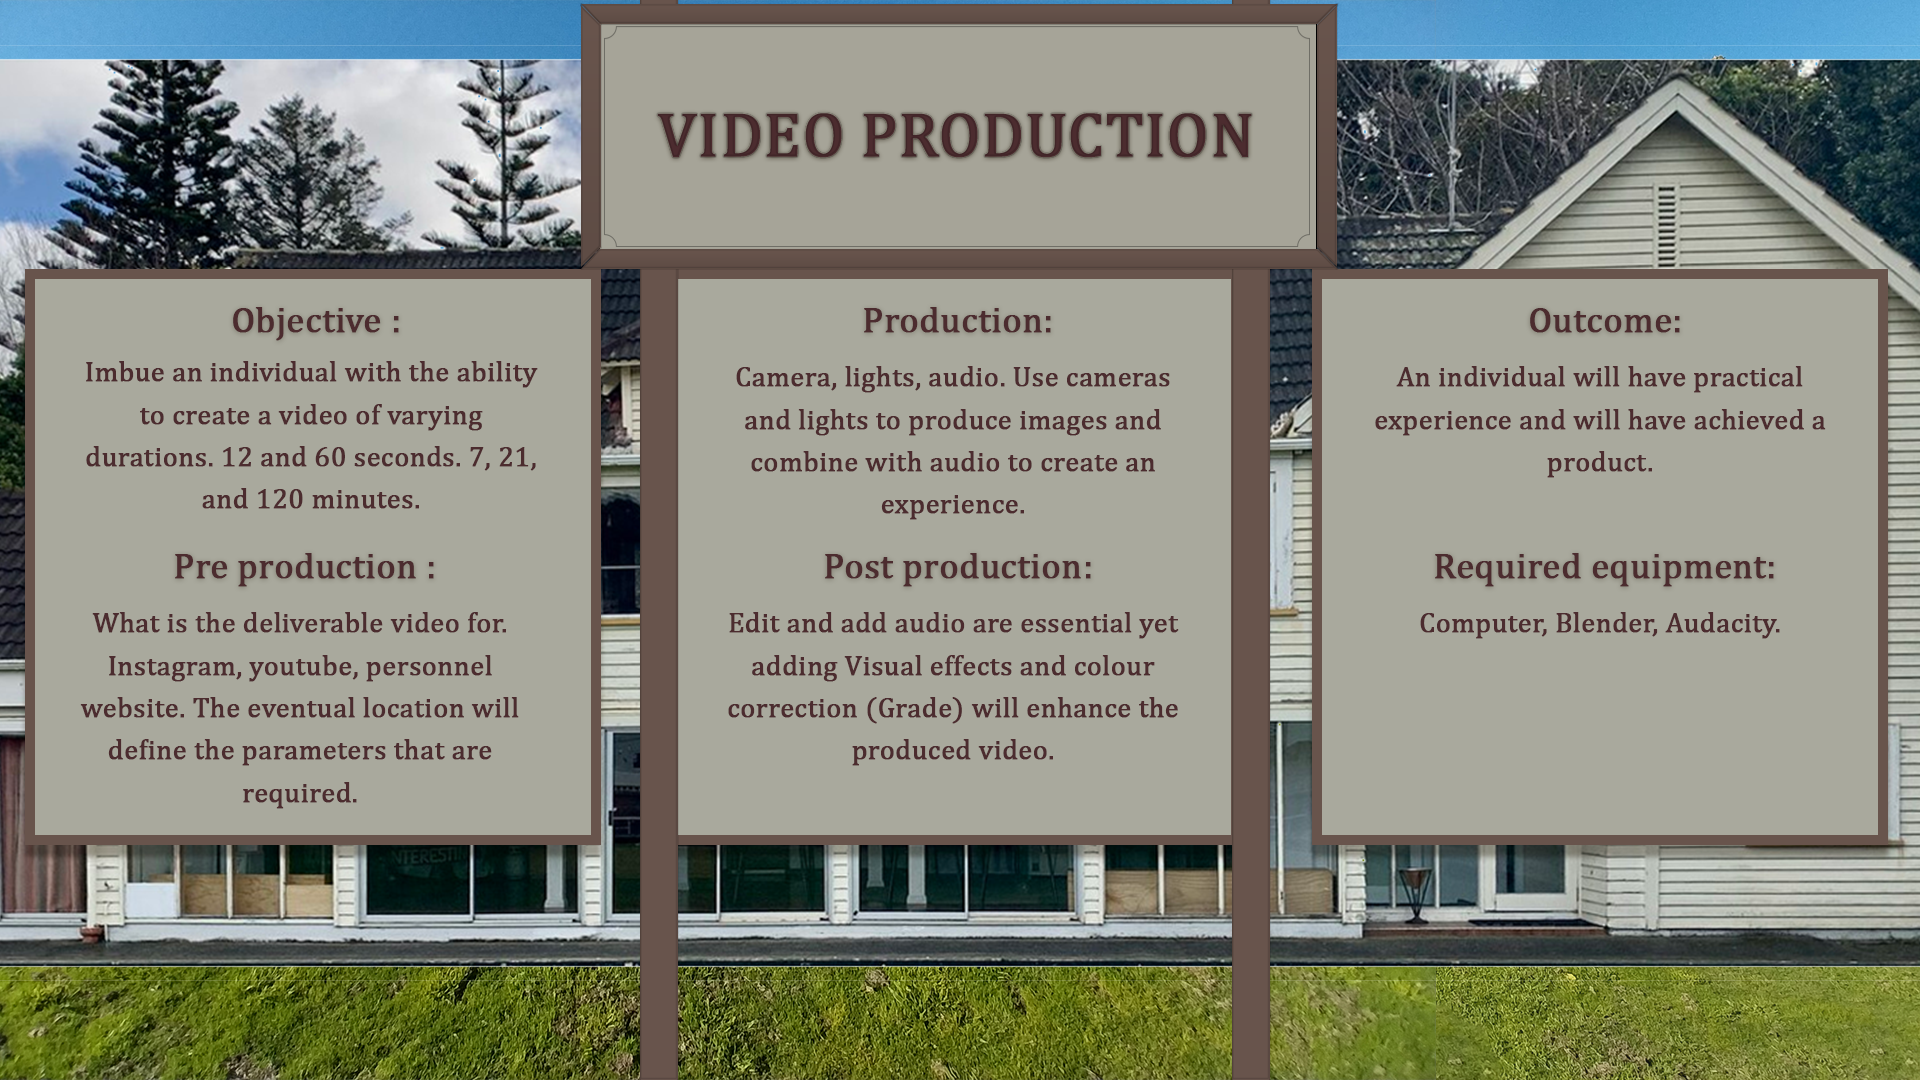 VIDEO PRODUCTION
Objective :
Imbue an individual with the ability
to create a video of varying
durations. 12 and 60 seconds. 7, 21,
and 120 minutes.
Pre production :
What is the deliverable video for.
Instagram, youtube, personnel
website. The eventual location will
define the parameters that are
required.
Production:
Camera, lights, audio. Use cameras
and lights to produce images and
combine with audio to create an
experience.
Post production:
Edit and add audio are essential yet
adding Visual effects and colour
correction (Grade) will enhance the
produced video.
Outcome:
An individual will have practical
experience and will have achieved a
product.
Required equipment:
Computer, Blender, Audacity.